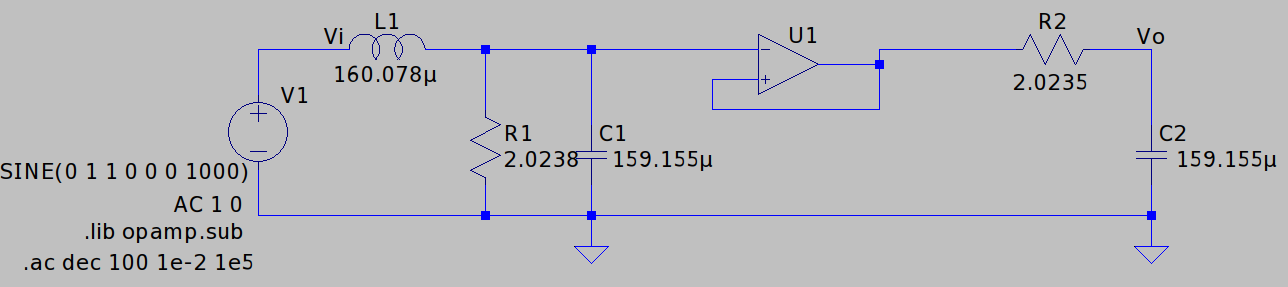 Vi
L1
160.078µ
U1
R2
2.0235
Vo
V1
R1
2.0238
C1
159.155µ
C2
159.155µ
SINE(0 1 1 0 0 0 1000)
AC 1 0
.lib opamp.sub
.ac dec 100 1e-2 1e5